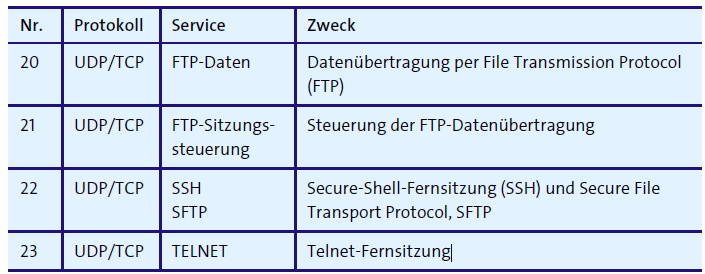 Nr. Protokoll Service Zweck
20 UDP/TCP FTP-Daten Datenübertragung per File Transmission Protocol
(FTP)
21 UDP/TCP FTP-Sitzungs- Steuerung der FTP-Datenübertragung
steuerung
22 UDP/TCP SSH Secure-Shell-Fernsitzung (SSH) und Secure File
SFTP Transport Protocol, SFTP
23 UDP/TCP TELNET Telnet-Fernsitzung